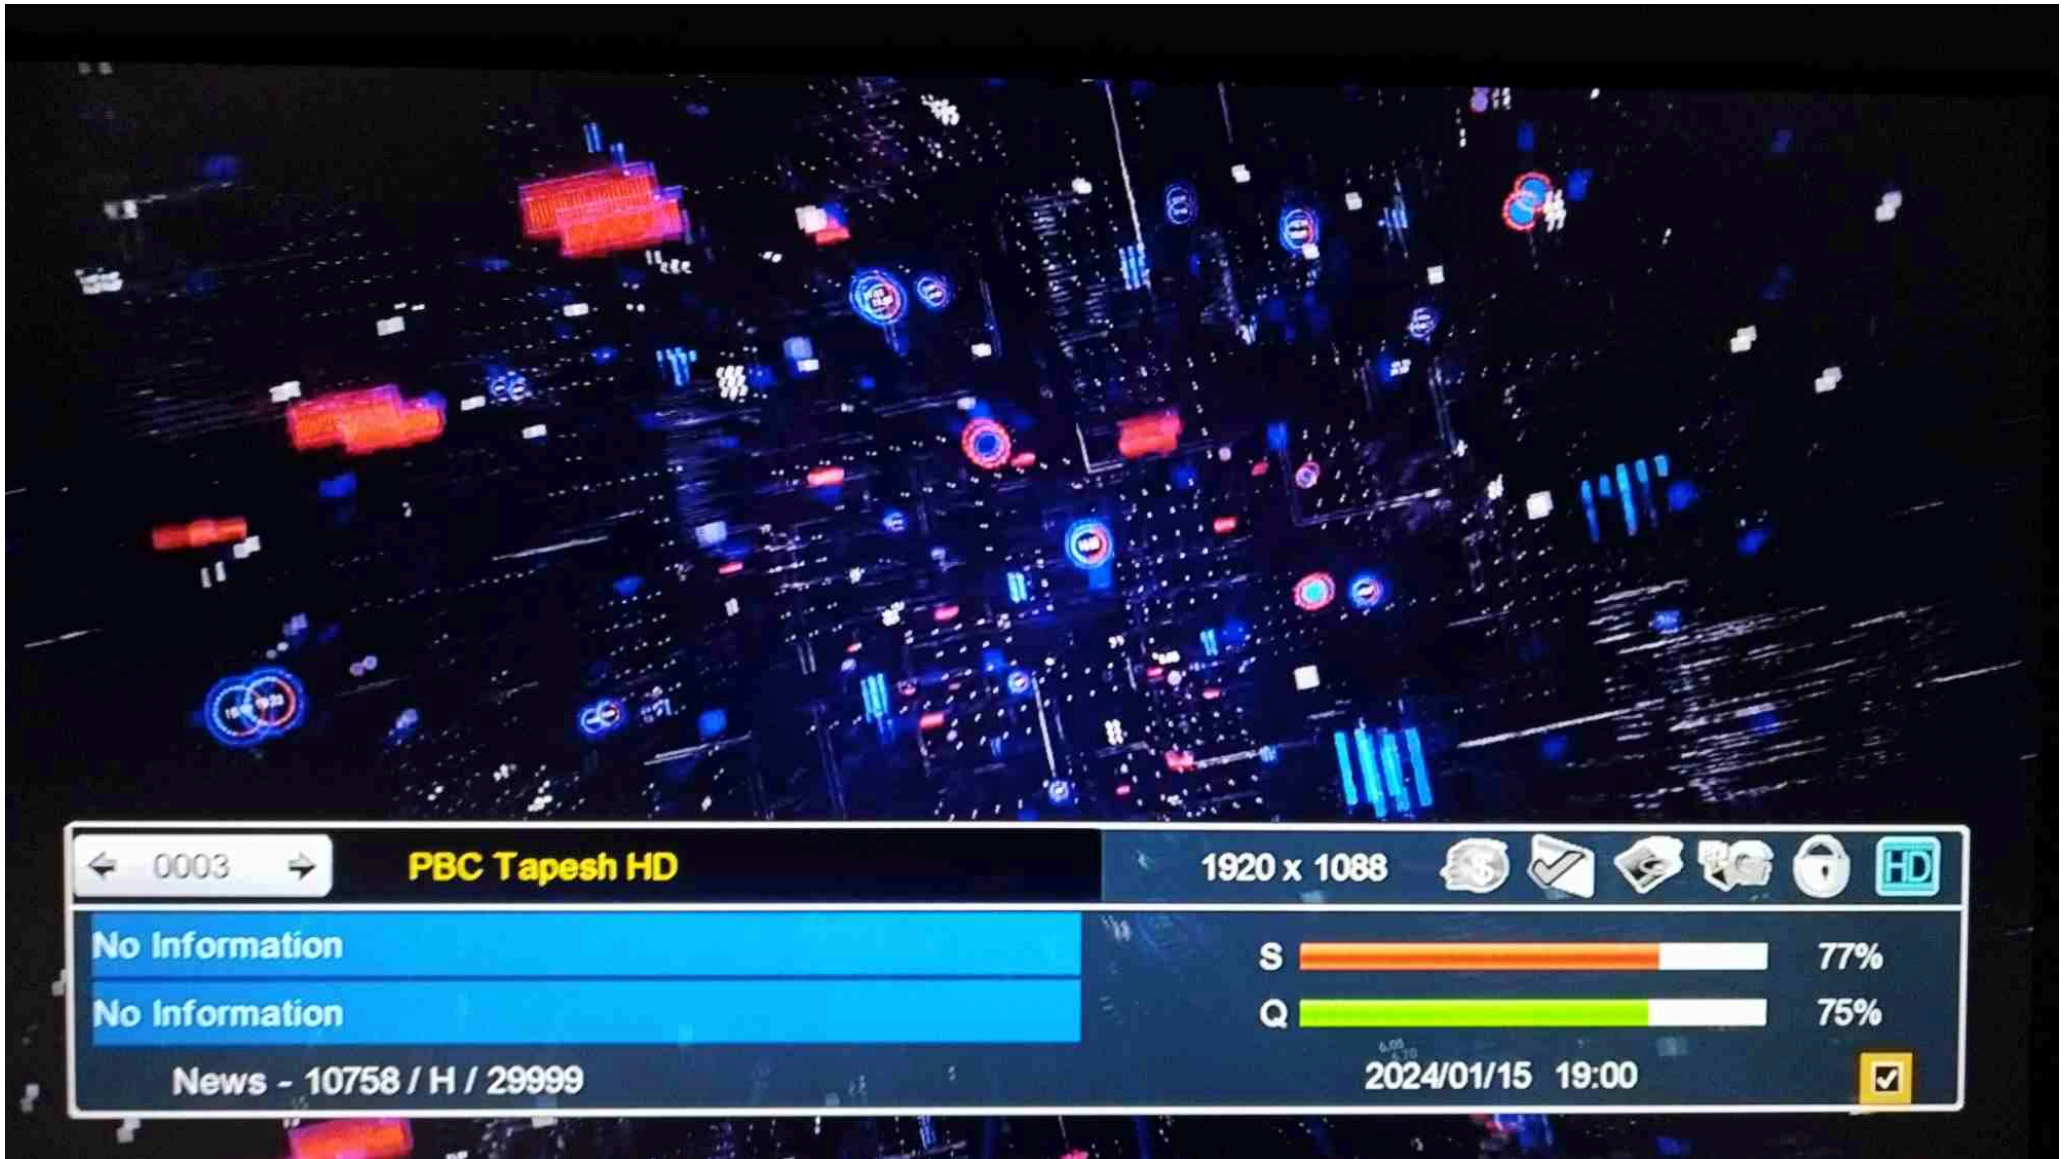 0003
PBC Tapesh HD
1920 x 1088
HD
No Information
S 77%
No Information
Q 75%
News - 10758 / H / 29999
2024/01/15 19:00